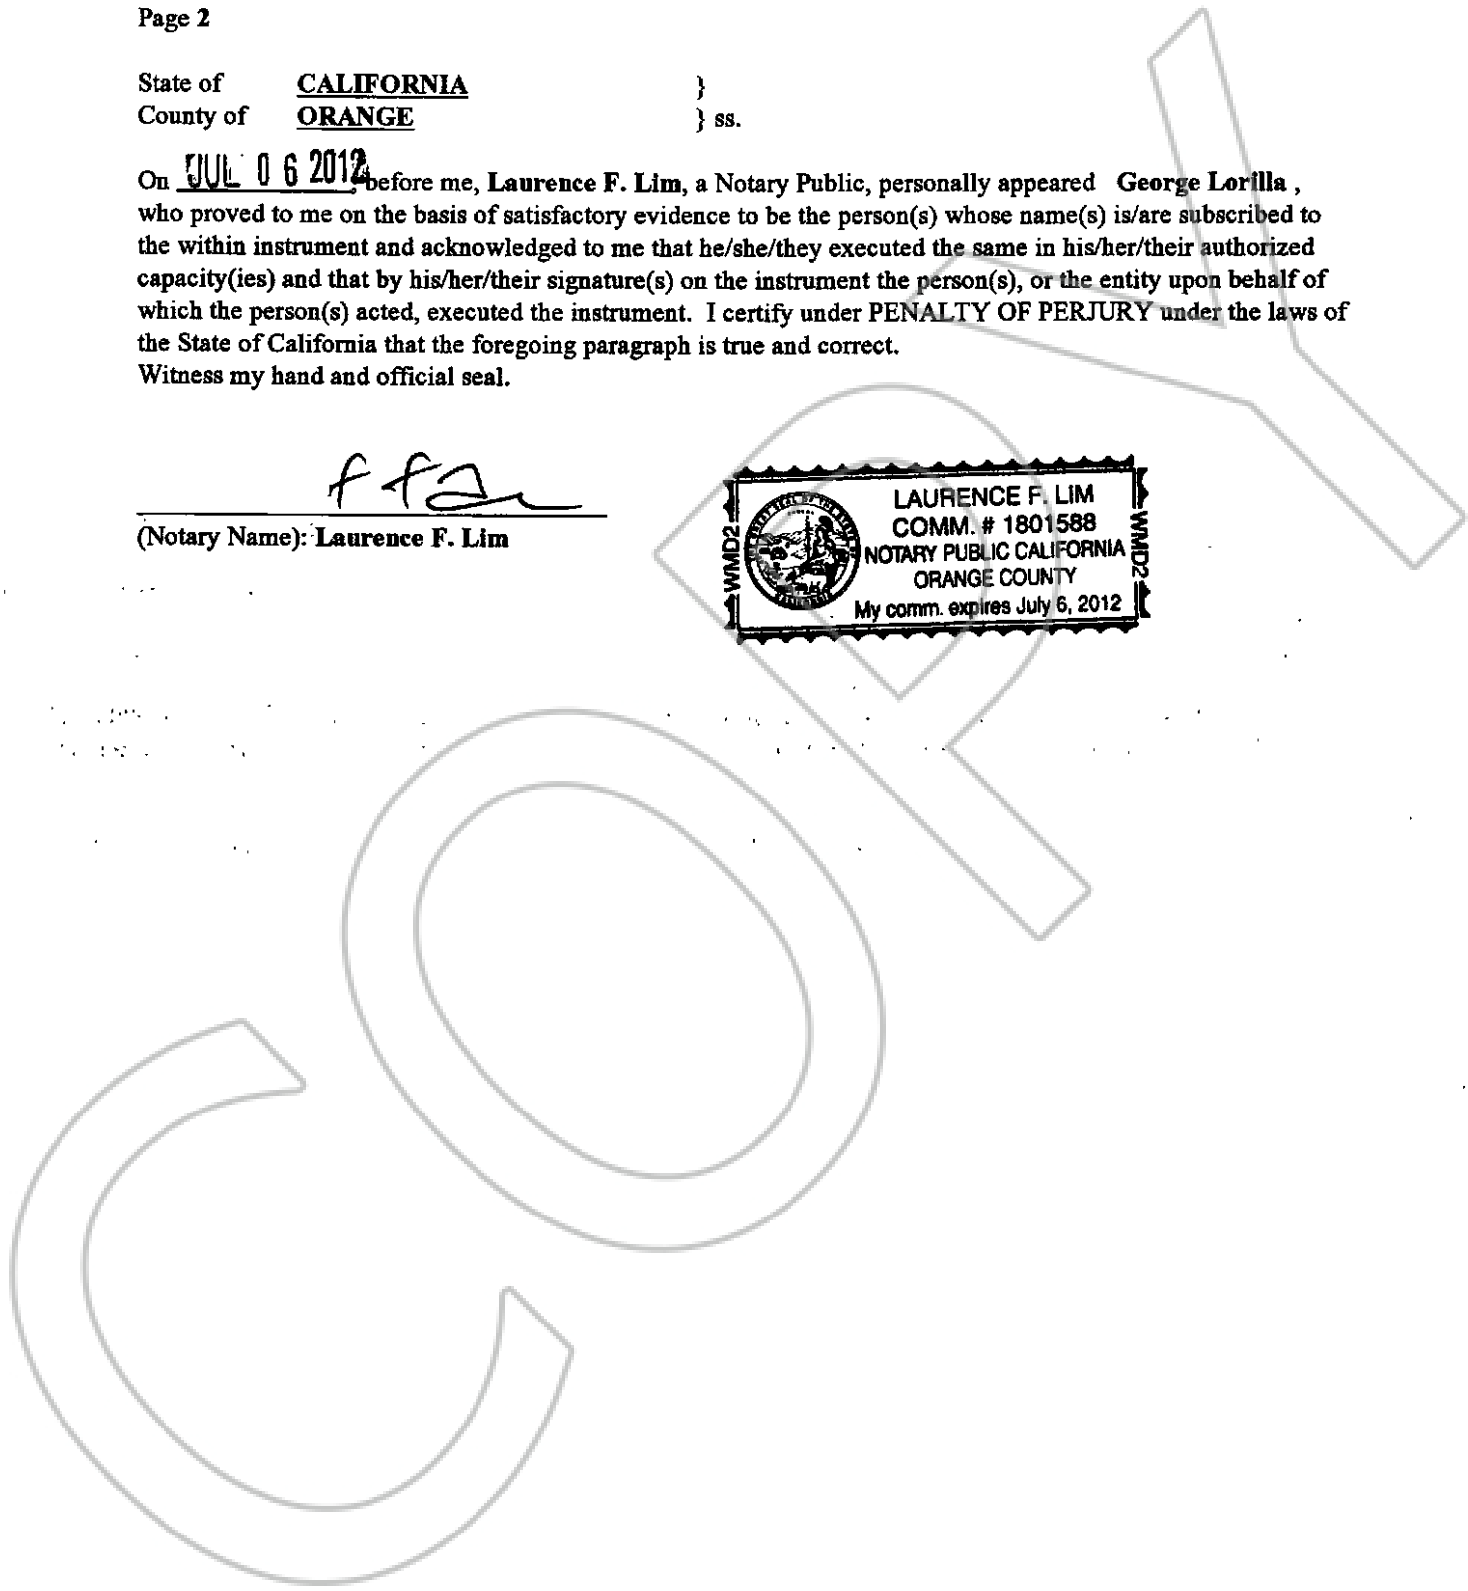 Page 2
State of CALIFORNIA }
County of ORANGE } ss.
On JUL 06 2012, before me, Laurence F. Lim, a Notary Public, personally appeared George Lorilla ,
who proved to me on the basis of satisfactory evidence to be the person(s) whose name(s) is/are subscribed to
the within instrument and acknowledged to me that he/she/they executed the same in his/her/their authorized
capacity(ies) and that by his/her/their signature(s) on the instrument the person(s), or the entity upon behalf of
which the person(s) acted, executed the instrument. I certify under PENALTY OF PERJURY under the laws of
the State of California that the foregoing paragraph is true and correct.
Witness my hand and official seal.
(Notary Name): Laurence F. Lim
LAURENCE F. LIM
COMM. # 1801588
NOTARY PUBLIC CALIFORNIA
ORANGE COUNTY
My comm. expires July 6, 2012
WMD2
WMD2
COPY